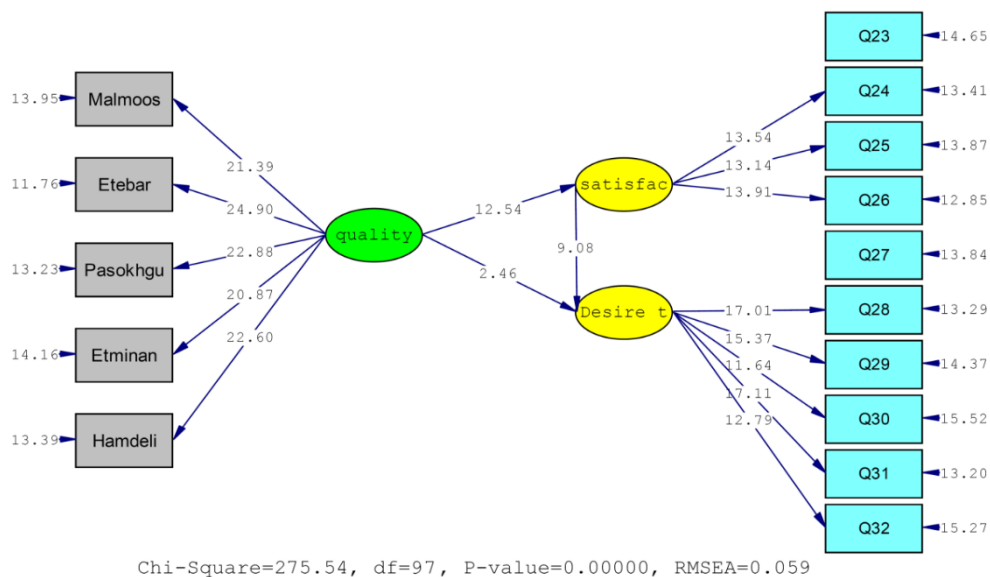 Q23
14.65
13.95
Malmoos
Q24
13.41
13.54
Q25
13.87
21.39
13.14
11.76
Etebar
satisfac
13.91
Q26
12.85
24.90
12.54
quality
9.08
Q27
13.84
22.88
13.23
Pasokhgu
2.46
20.87
Desire t
17.01
Q28
13.29
22.60
15.37
14.16
Etminan
11.64
Q29
14.37
17.11
12.79
Q30
15.52
13.39
Hamdeli
Q31
13.20
Q32
15.27
Chi-Square=275.54, df=97, P-value=0.00000, RMSEA=0.059